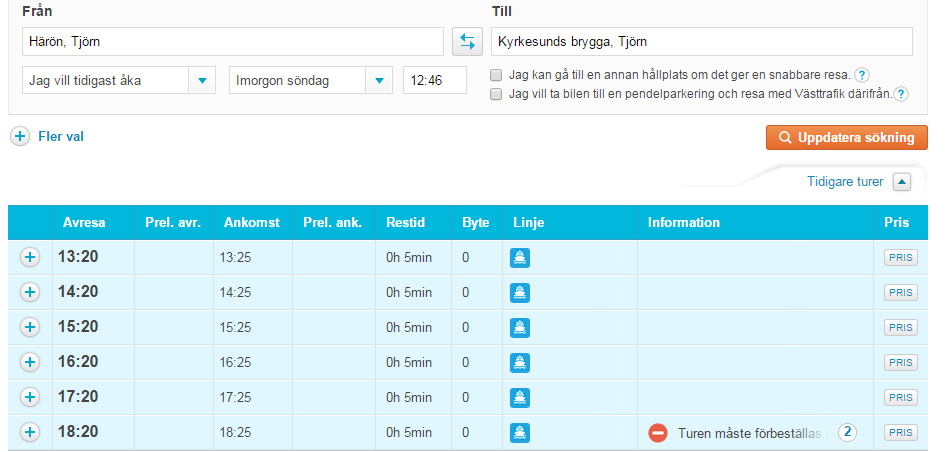 Från Till
Härön, Tjörn Kyrkesunds brygga, Tjörn
Jag vill tidigast åka Imorgon söndag 12:46 Jag kan gå till en annan hållplats om det ger en snabbare resa. ?
Jag vill ta bilen till en pendelparkering och resa med Västtrafik därifrån. ?
Fler val Uppdatera sökning
Tidigare turer
Avresa Prel. avr. Ankomst Prel. ank. Restid Byte Linje Information Pris
13:20 13:25 0h 5min 0 PRIS
14:20 14:25 0h 5min 0 PRIS
15:20 15:25 0h 5min 0 PRIS
16:20 16:25 0h 5min 0 PRIS
17:20 17:25 0h 5min 0 PRIS
18:20 18:25 0h 5min 0 Turen måste förbeställas 2 PRIS